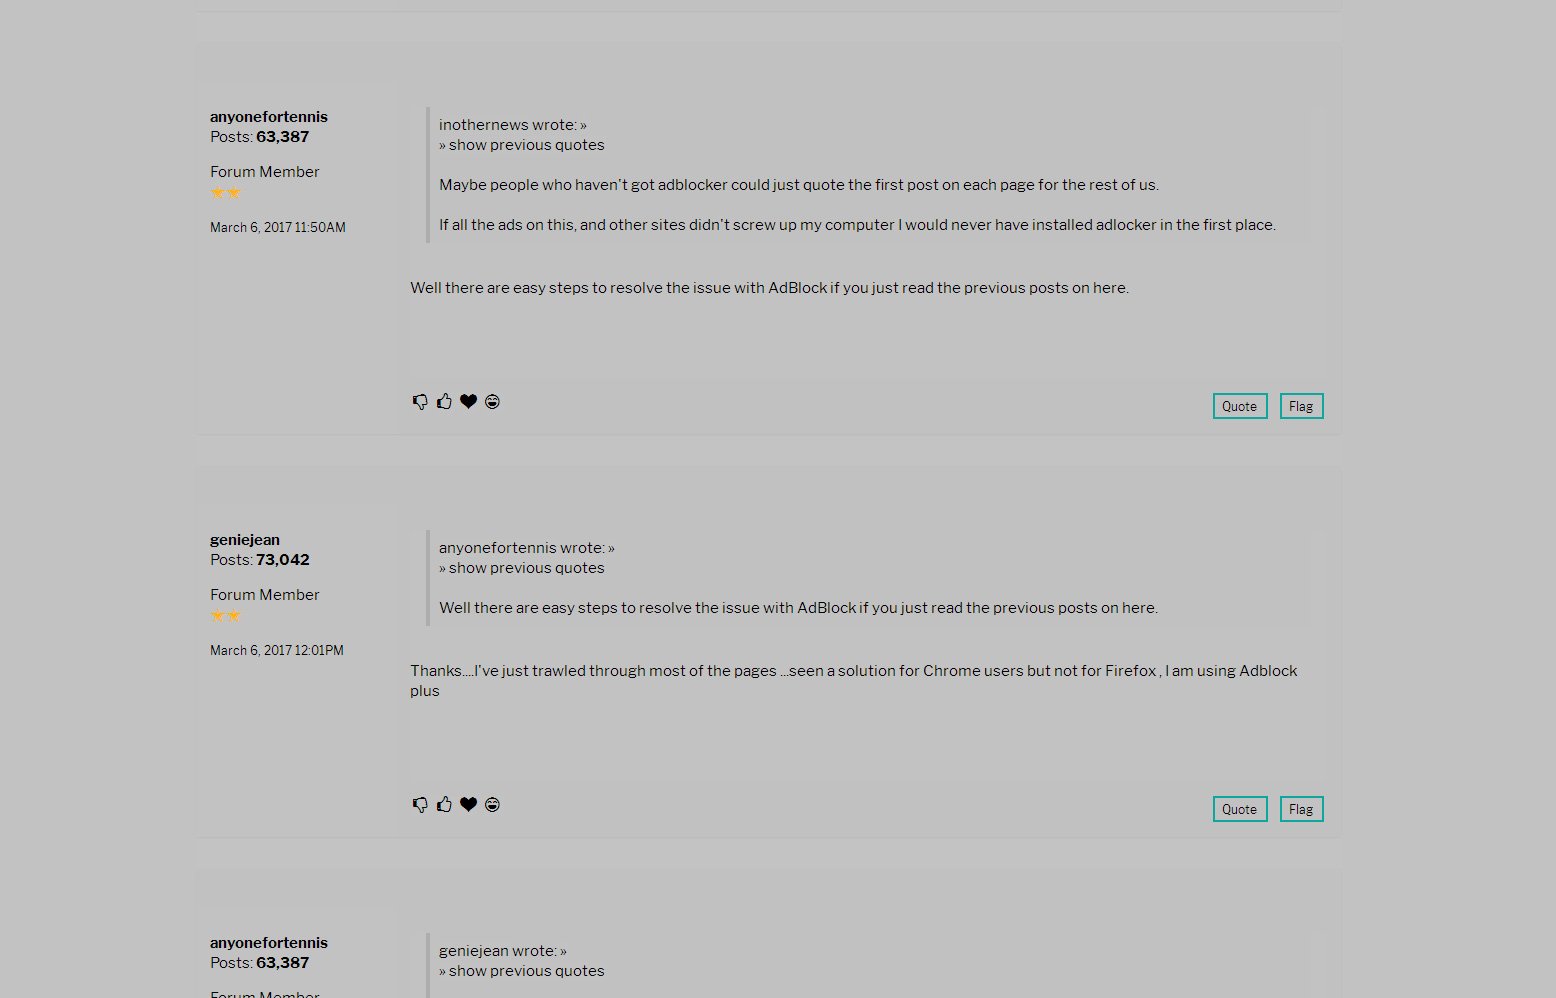 anyonefortennis
Posts: 63,387
Forum Member
March 6, 2017 11:50AM
inothernews wrote: »
» show previous quotes
Maybe people who haven't got adblocker could just quote the first post on each page for the rest of us.
If all the ads on this, and other sites didn't screw up my computer I would never have installed adlocker in the first place.
Well there are easy steps to resolve the issue with AdBlock if you just read the previous posts on here.
Quote Flag
geniejean
Posts: 73,042
Forum Member
March 6, 2017 12:01PM
anyonefortennis wrote: »
» show previous quotes
Well there are easy steps to resolve the issue with AdBlock if you just read the previous posts on here.
Thanks....I've just trawled through most of the pages ...seen a solution for Chrome users but not for Firefox , I am using Adblock
plus
Quote Flag
anyonefortennis
Posts: 63,387
Forum Member
geniejean wrote: »
» show previous quotes